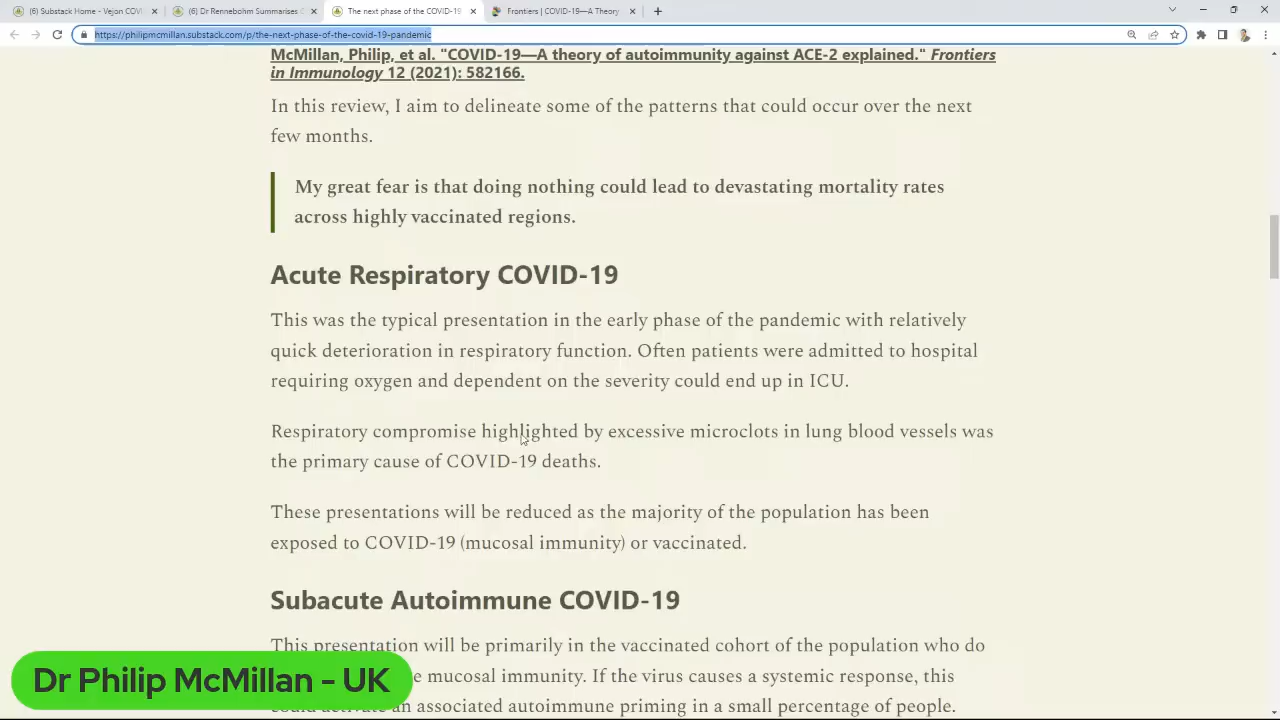 (6) Substack Home - Vejon COVI
(6) Dr Rennebohm Summarises C
The next phase of the COVID-19
Frontiers | COVID-19—A Theory
https://philipmcmillan.substack.com/p/the-next-phase-of-the-covid-19-pandemic
McMillan, Philip, et al. "COVID-19—A theory of autoimmunity against ACE-2 explained." Frontiers
in Immunology 12 (2021): 582166.
In this review, I aim to delineate some of the patterns that could occur over the next
few months.
My great fear is that doing nothing could lead to devastating mortality rates
across highly vaccinated regions.
Acute Respiratory COVID-19
This was the typical presentation in the early phase of the pandemic with relatively
quick deterioration in respiratory function. Often patients were admitted to hospital
requiring oxygen and dependent on the severity could end up in ICU.
Respiratory compromise highlighted by excessive microclots in lung blood vessels was
the primary cause of COVID-19 deaths.
These presentations will be reduced as the majority of the population has been
exposed to COVID-19 (mucosal immunity) or vaccinated.
Subacute Autoimmune COVID-19
This presentation will be primarily in the vaccinated cohort of the population who do
mucosal immunity. If the virus causes a systemic response, this
an associated autoimmune priming in a small percentage of people.
Dr Philip McMillan - UK